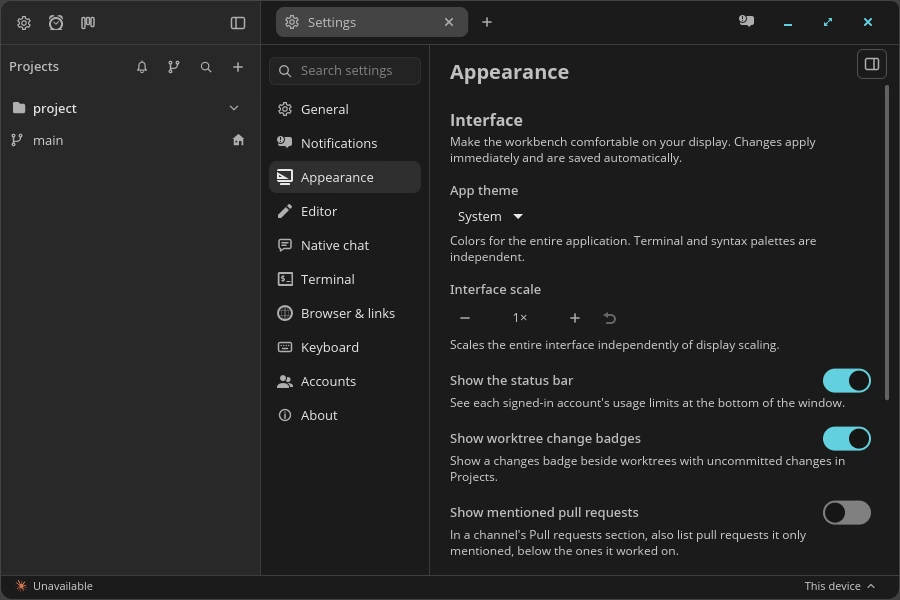 Settings
Projects
project
main
Search settings
General
Notifications
Appearance
Editor
Native chat
Terminal
Browser & links
Keyboard
Accounts
About
Appearance
Interface
Make the workbench comfortable on your display. Changes apply
immediately and are saved automatically.
App theme
System
Colors for the entire application. Terminal and syntax palettes are
independent.
Interface scale
1×
Scales the entire interface independently of display scaling.
Show the status bar
See each signed-in account's usage limits at the bottom of the window.
Show worktree change badges
Show a changes badge beside worktrees with uncommitted changes in
Projects.
Show mentioned pull requests
In a channel's Pull requests section, also list pull requests it only
mentioned, below the ones it worked on.
Unavailable
This device